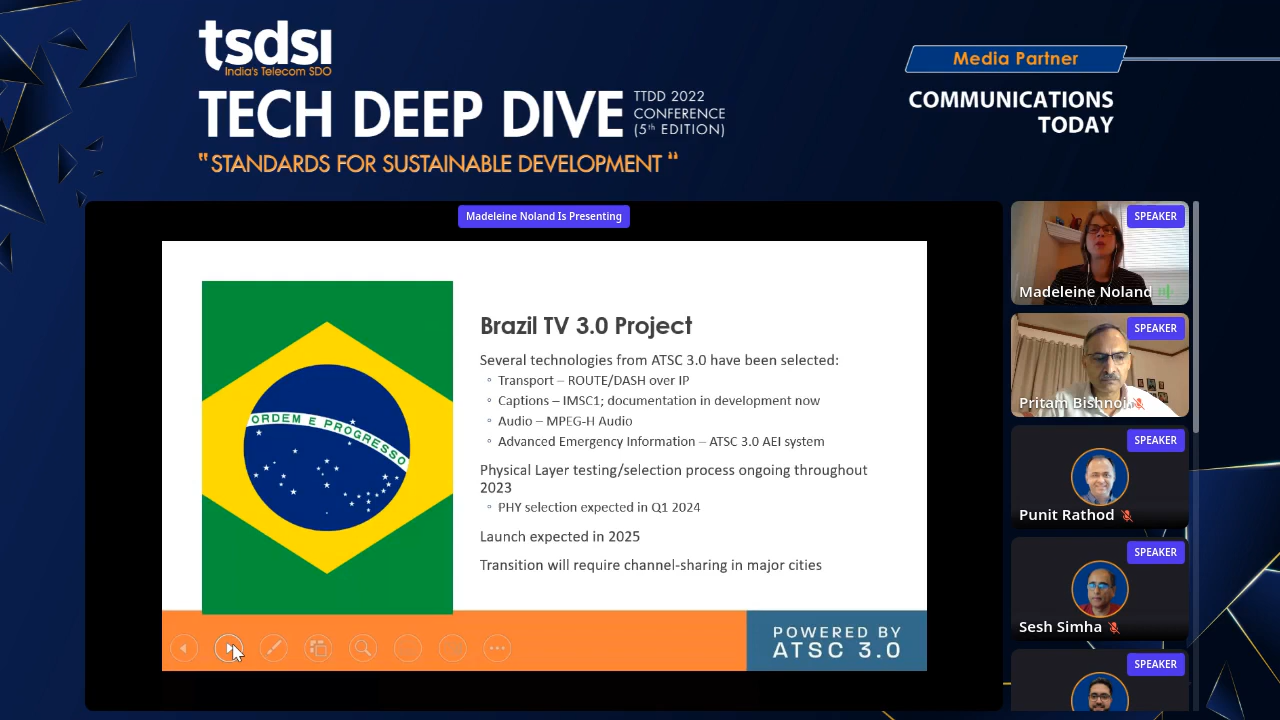 tsdsi
India's Telecom SDO
TECH DEEP DIVE
TTDD 2022
CONFERENCE
(5th EDITION)
"STANDARDS FOR SUSTAINABLE DEVELOPMENT"
Media Partner
COMMUNICATIONS
TODAY
Madeleine Noland Is Presenting
ORDEM E PROGRESSO
Brazil TV 3.0 Project
Several technologies from ATSC 3.0 have been selected:
◦ Transport – ROUTE/DASH over IP
◦ Captions – IMSC1; documentation in development now
◦ Audio – MPEG-H Audio
◦ Advanced Emergency Information – ATSC 3.0 AEI system
Physical Layer testing/selection process ongoing throughout
2023
◦ PHY selection expected in Q1 2024
Launch expected in 2025
Transition will require channel-sharing in major cities
POWERED BY
ATSC 3.0
SPEAKER
Madeleine Noland
SPEAKER
Pritam Bishnoi
SPEAKER
Punit Rathod
SPEAKER
Sesh Simha
SPEAKER